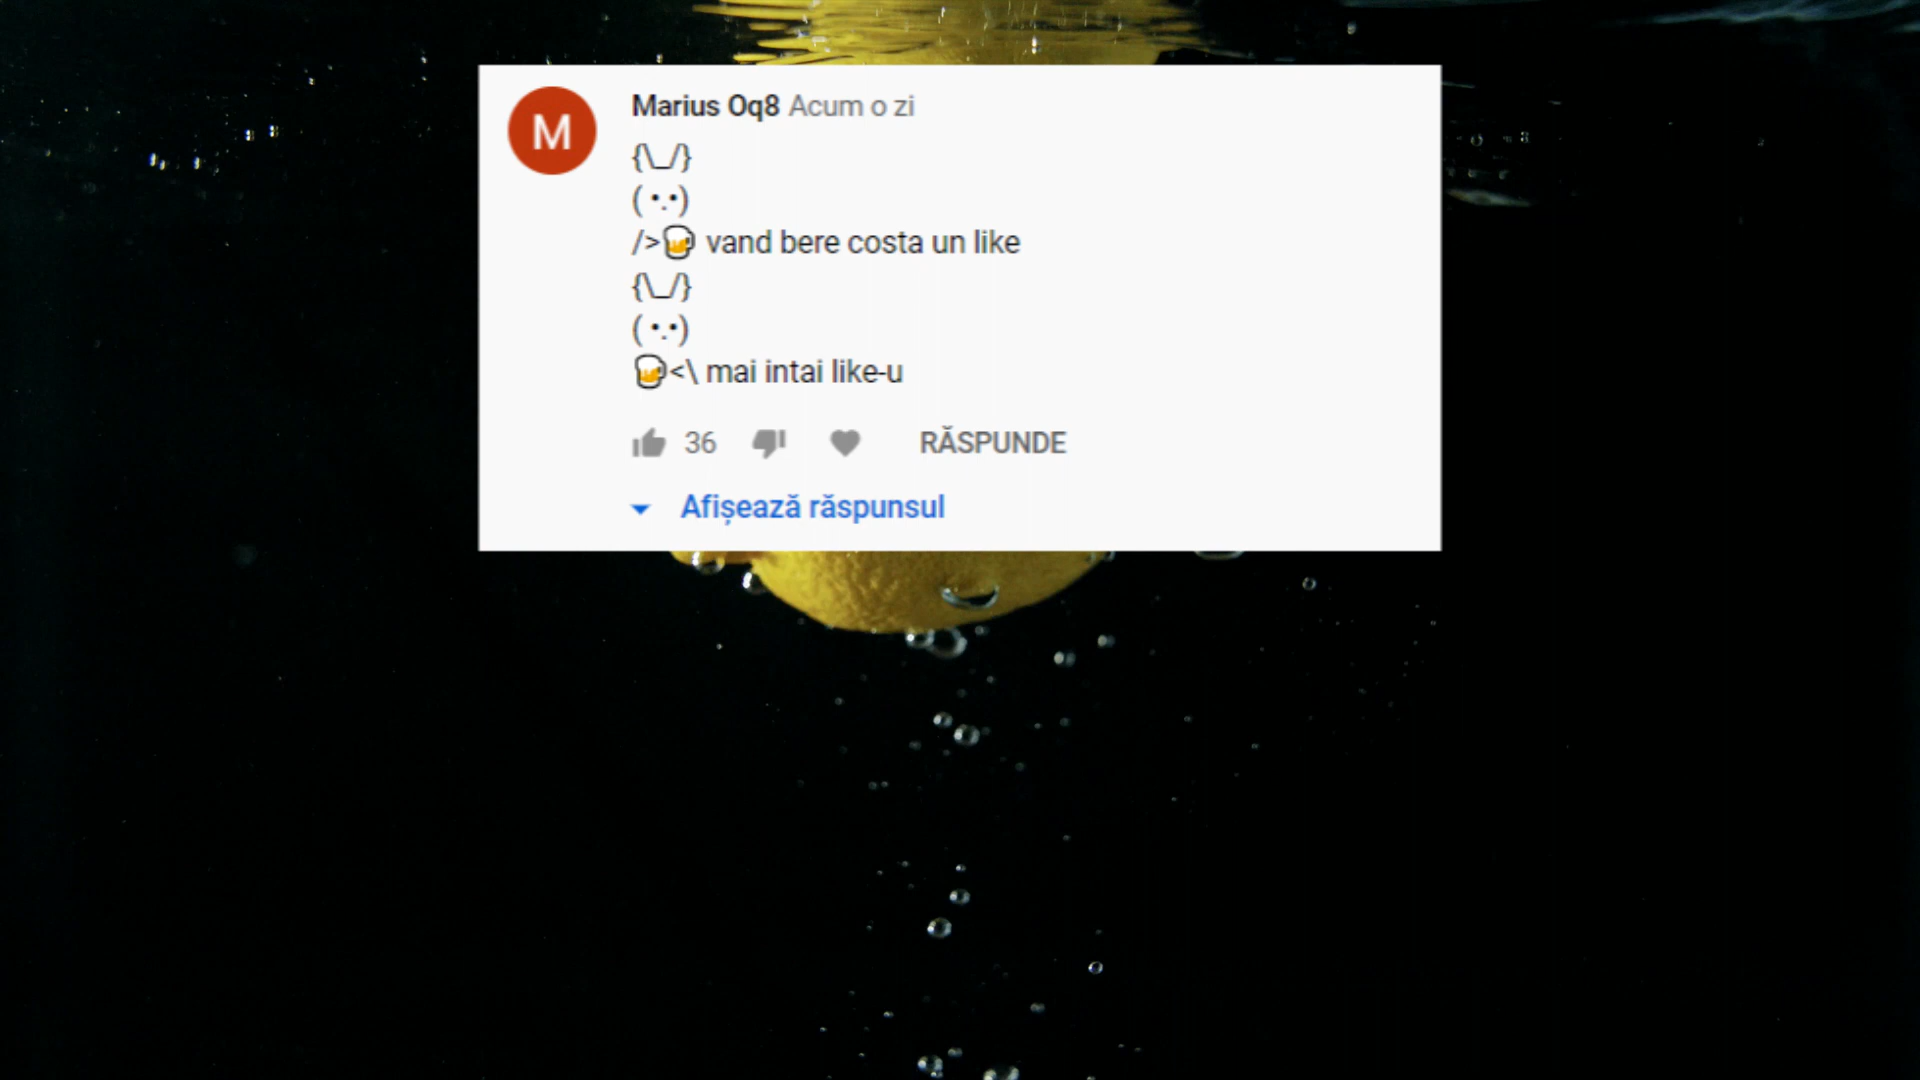 M
Marius Oq8 Acum o zi
{\_/}
( •.•)
/>🍺 vand bere costa un like
{\_/}
( •.•)
🍺<\ mai intai like-u
36 RĂSPUNDE
Afișează răspunsul